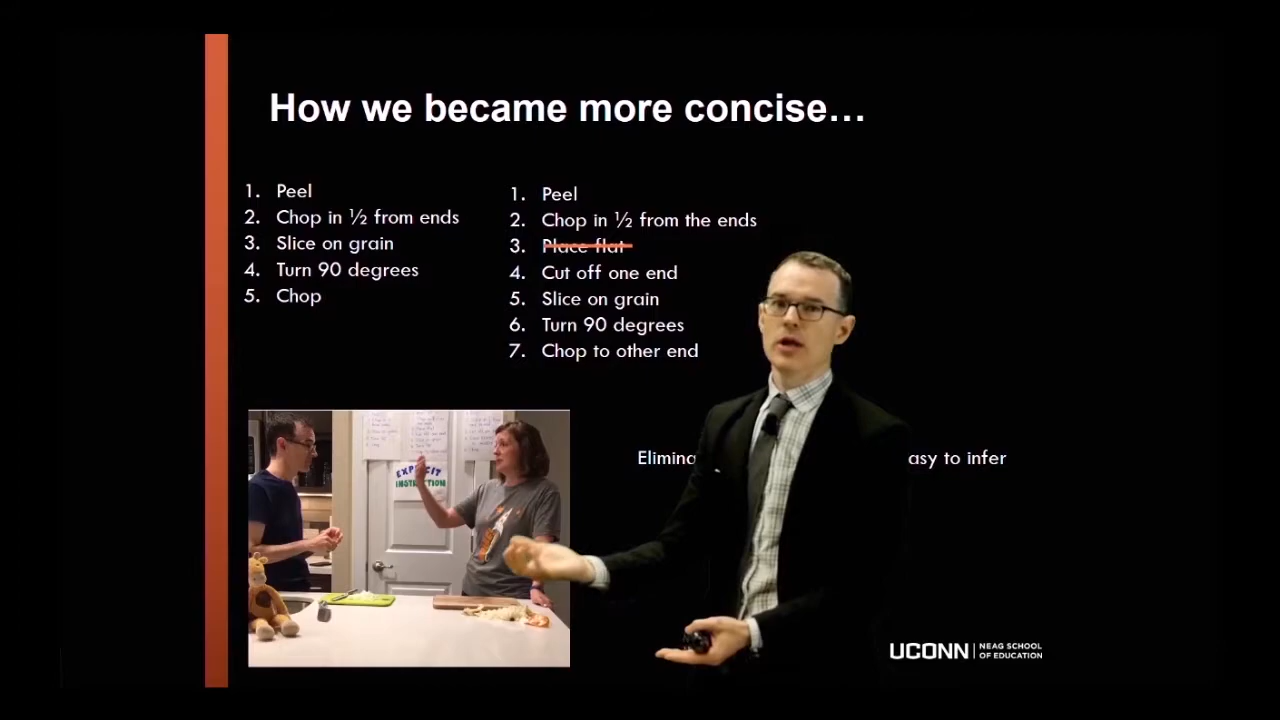 How we became more concise…
1. Peel
2. Chop in ½ from ends
3. Slice on grain
4. Turn 90 degrees
5. Chop
1. Peel
2. Chop in ½ from the ends
3. Place flat
4. Cut off one end
5. Slice on grain
6. Turn 90 degrees
7. Chop to other end
EXPLICIT
INSTRUCTION
asy to infer
UCONN
NEAG SCHOOL
OF EDUCATION